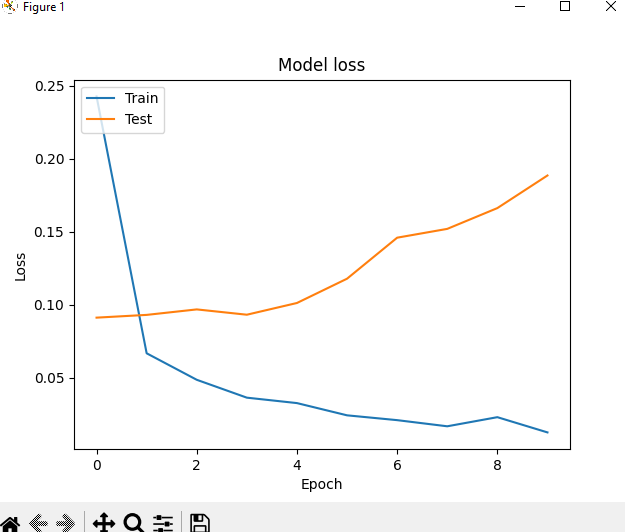 Figure 1
Model loss
Train
Test
0.25
0.20
0.15
0.10
0.05
Loss
0 2 4 6 8
Epoch